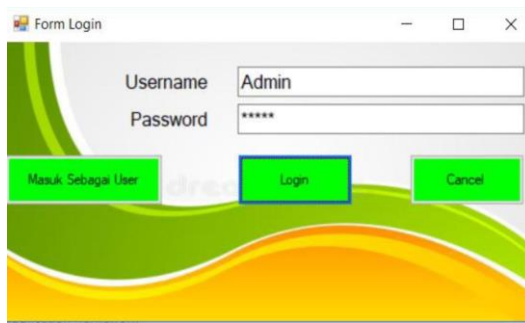 Form Login
Username Admin
Password *****
Masuk Sebagai User Login Cancel